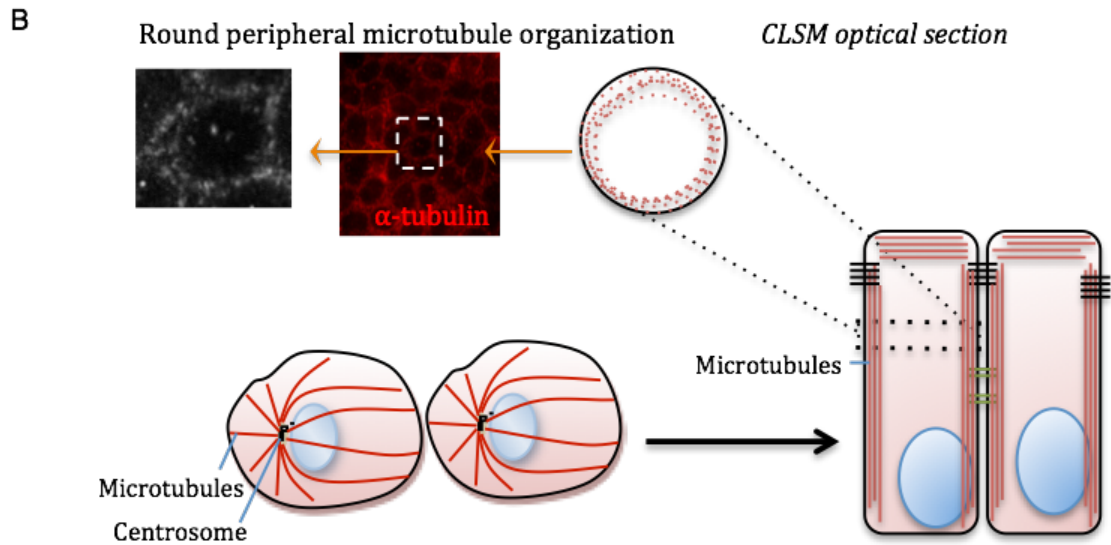 B
Round peripheral microtubule organization
CLSM optical section
α-tubulin
Microtubules
Microtubules
Centrosome